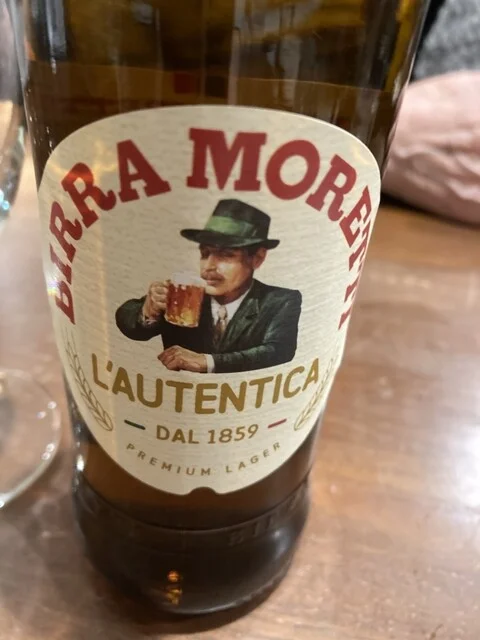 BIRRA MORETTI
L'AUTENTICA
DAL 1859
PREMIUM LAGER